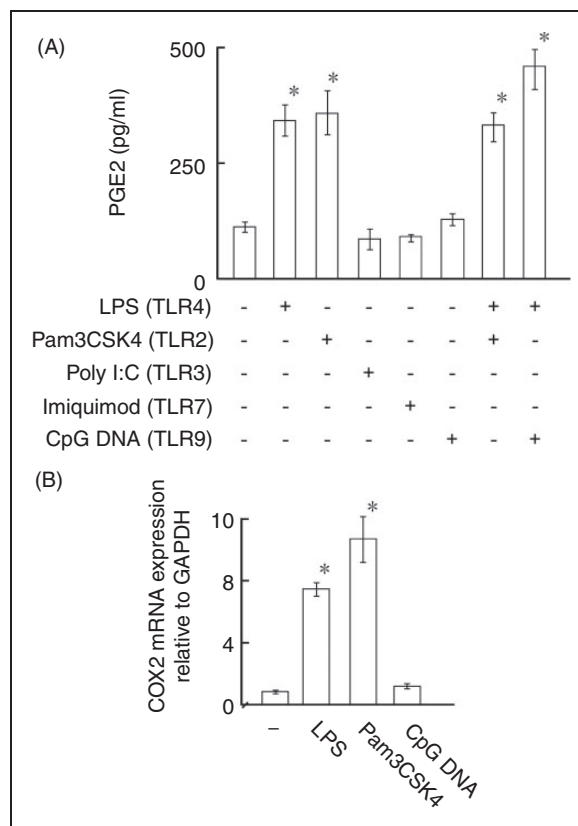 (A)
500
250
0
PGE2 (pg/ml)
* * * *
LPS (TLR4) - + - - - - + +
Pam3CSK4 (TLR2) - - + - - - + -
Poly I:C (TLR3) - - - + - - - -
Imiquimod (TLR7) - - - - + - - -
CpG DNA (TLR9) - - - - - + - +
(B)
10
8
4
0
COX2 mRNA expression
relative to GAPDH
* *
–
LPS
Pam3CSK4
CpG DNA